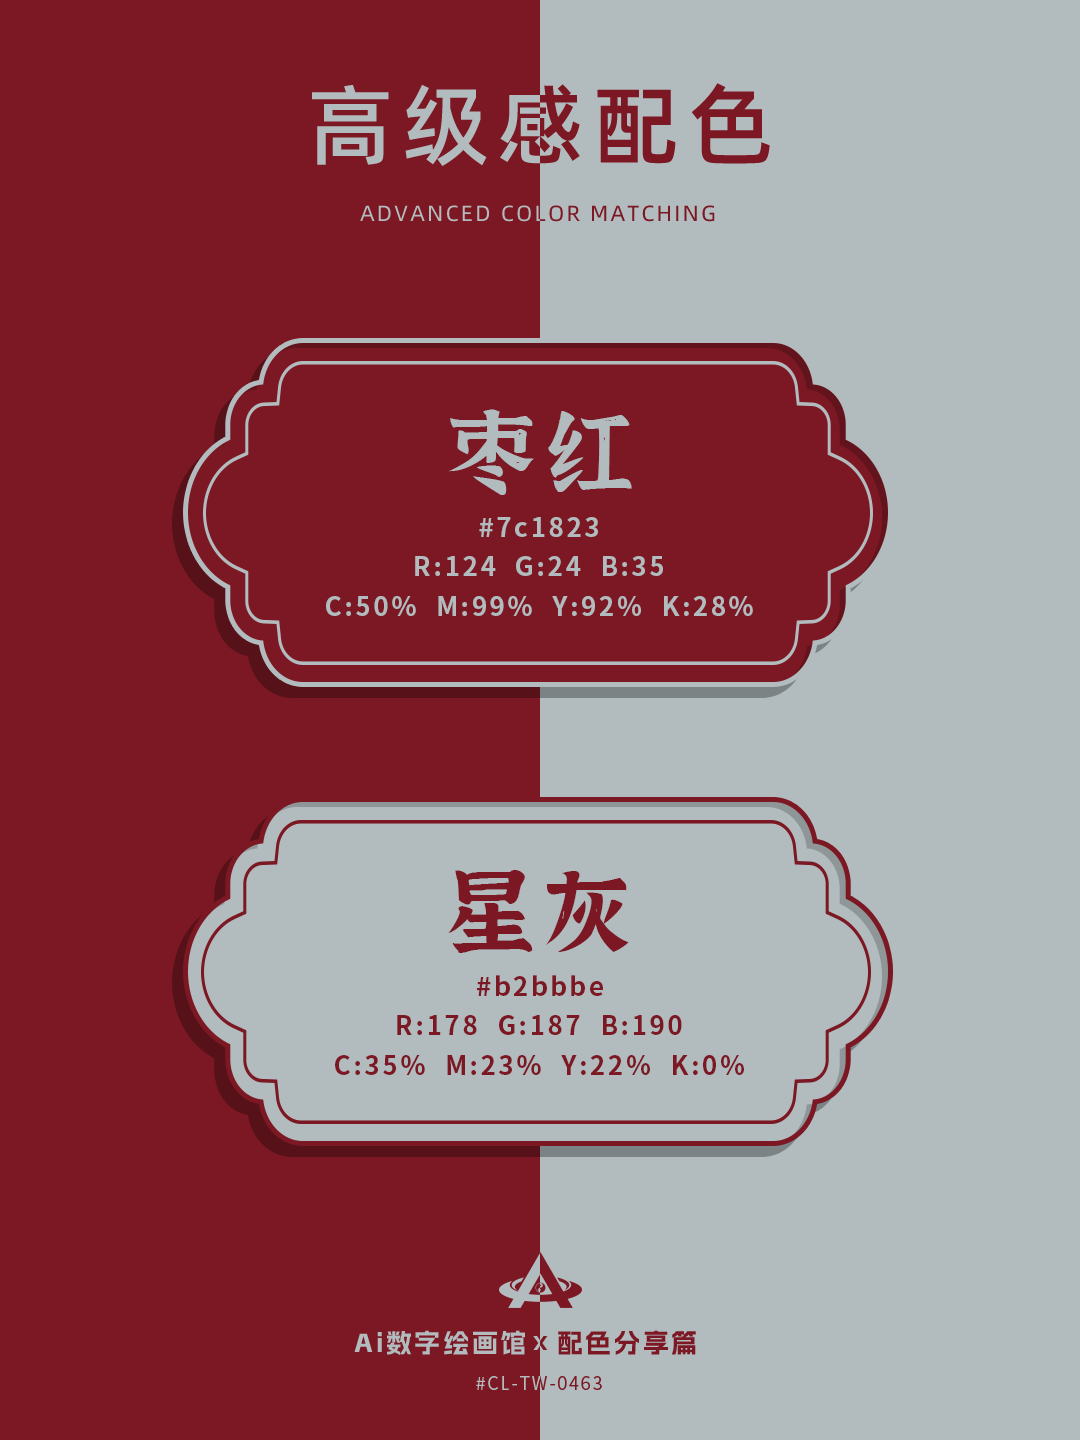 高级感配色
ADVANCED COLOR MATCHING
枣红
#7c1823
R:124 G:24 B:35
C:50% M:99% Y:92% K:28%
星灰
#b2bbbe
R:178 G:187 B:190
C:35% M:23% Y:22% K:0%
Ai数字绘画馆 x 配色分享篇
#CL-TW-0463